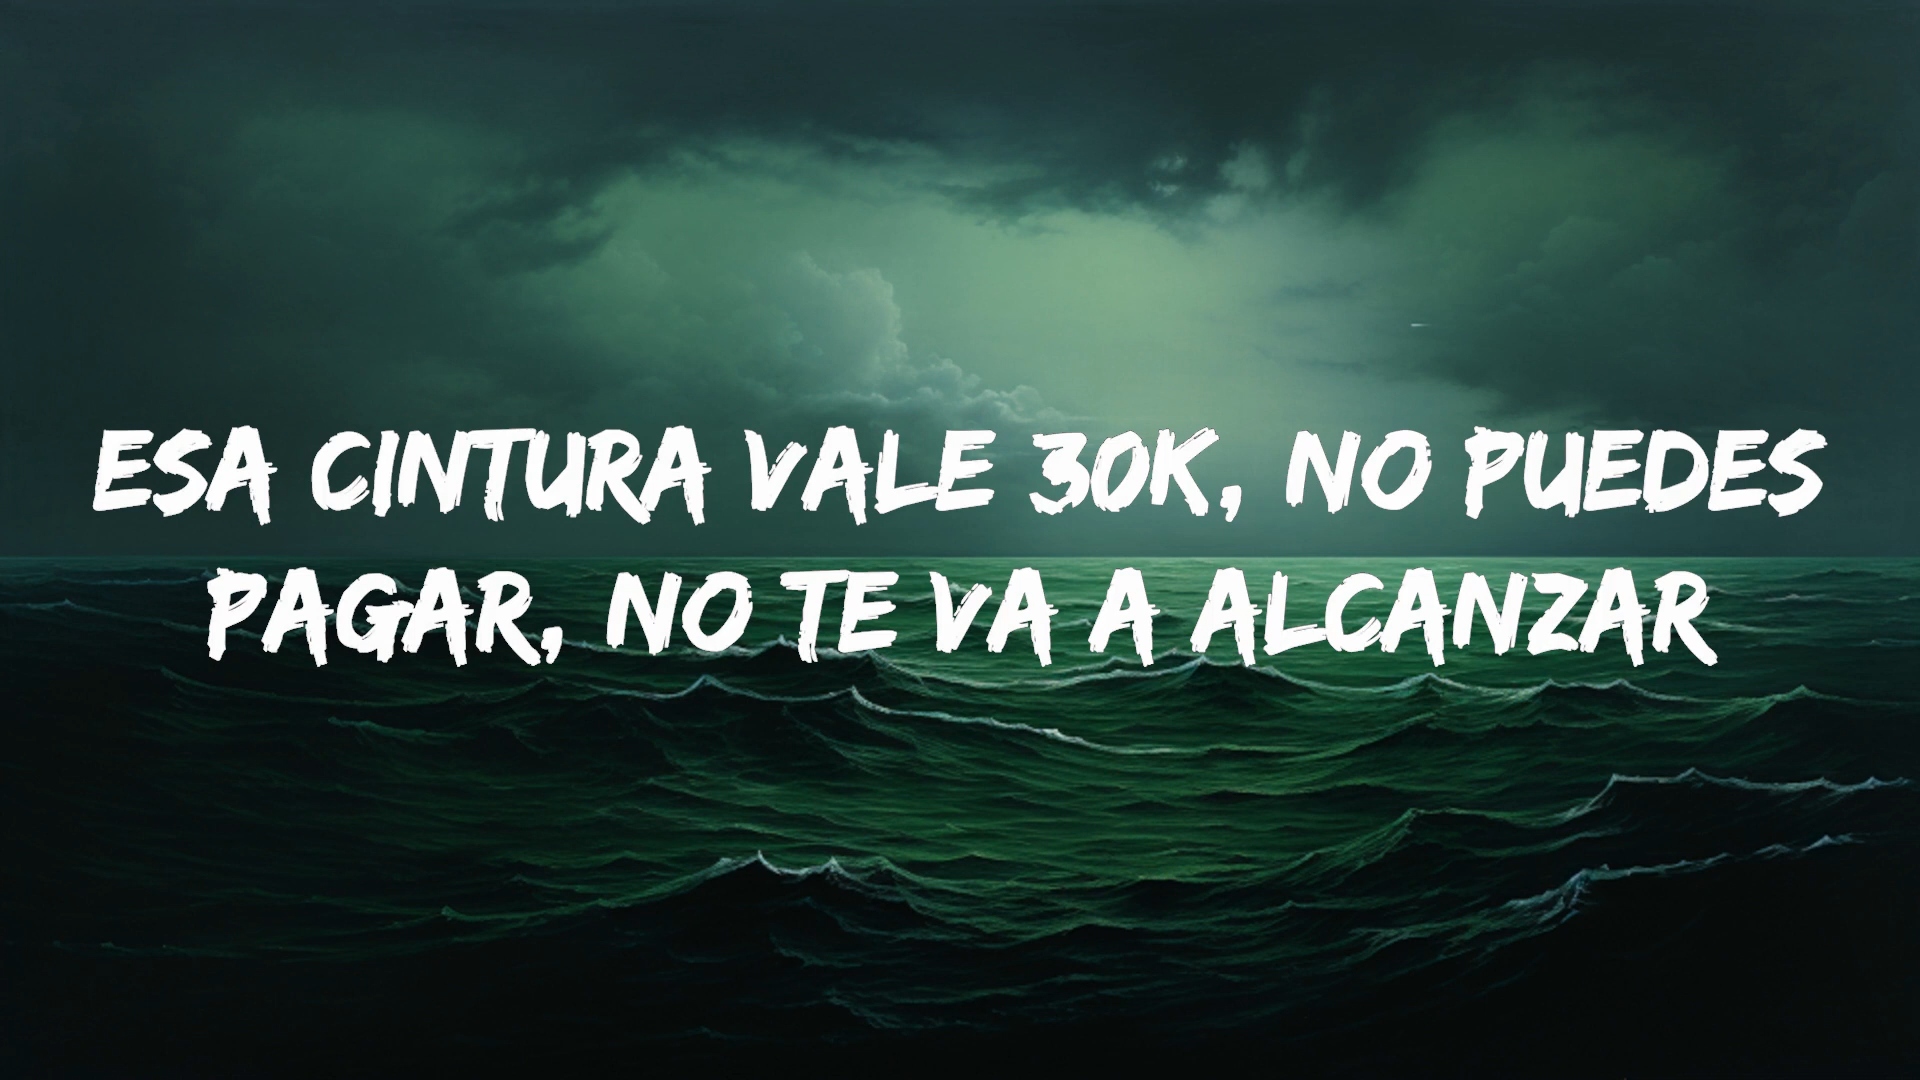 ESA CINTURA VALE 30K, NO PUEDES
PAGAR, NO TE VA A ALCANZAR